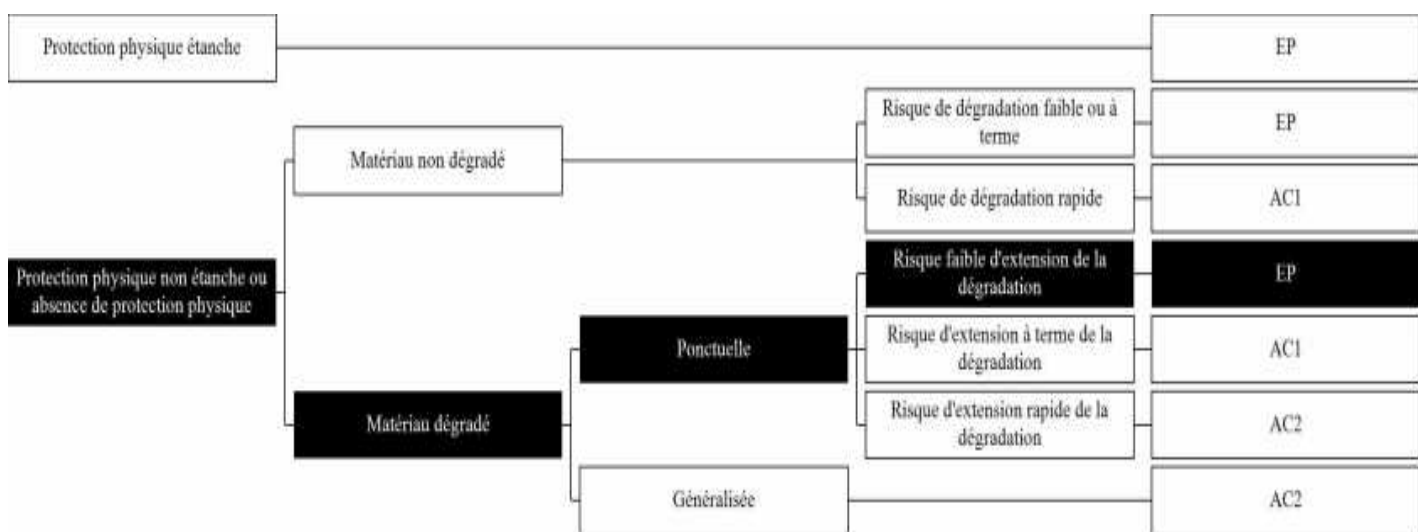 Protection physique étanche
EP
Risque de dégradation faible ou à
terme
EP
Matériau non dégradé
Risque de dégradation rapide
AC1
Protection physique non étanche ou
absence de protection physique
Risque faible d'extension de la
dégradation
EP
Ponctuelle
Risque d'extension à terme de la
dégradation
AC1
Matériau dégradé
Risque d'extension rapide de la
dégradation
AC2
Généralisée
AC2